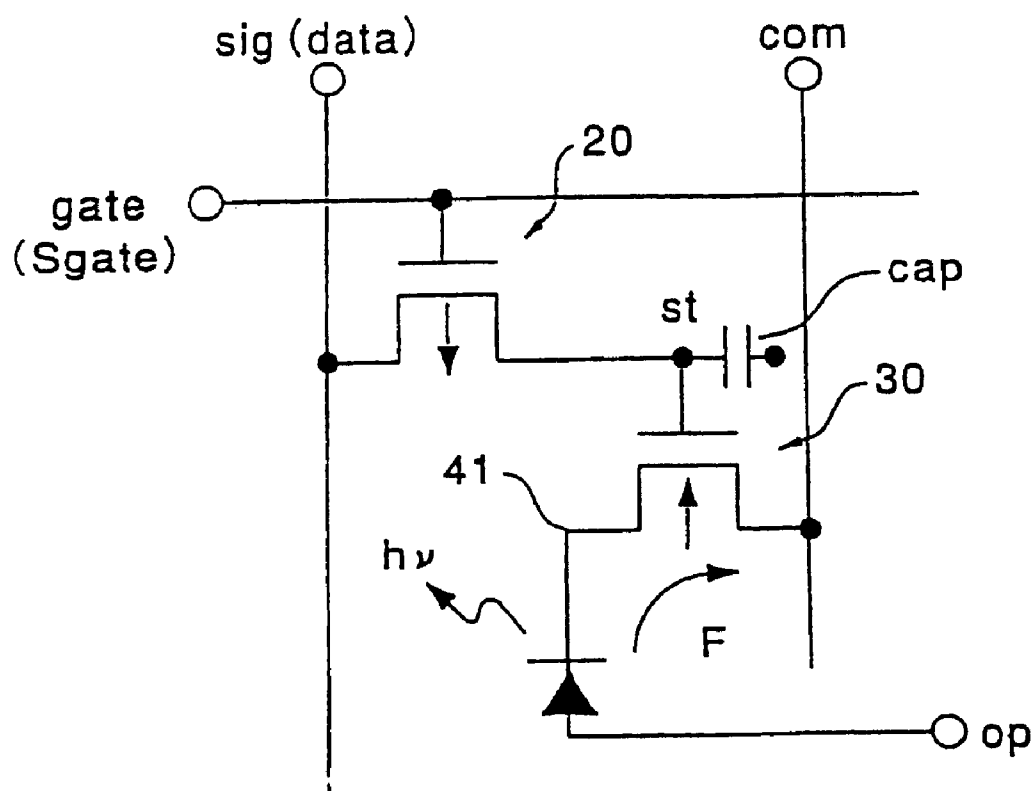 sig (data)
com
20
gate
(Sgate)
cap
st
30
41
hν
F
op